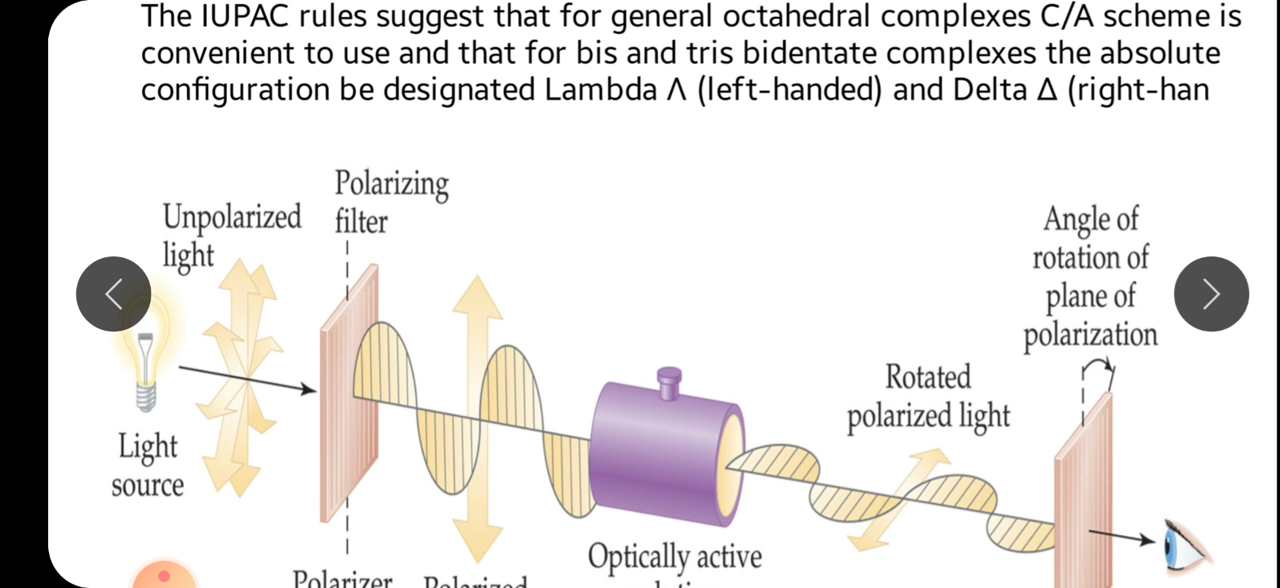 The IUPAC rules suggest that for general octahedral complexes C/A scheme is
convenient to use and that for bis and tris bidentate complexes the absolute
configuration be designated Lambda Λ (left-handed) and Delta Δ (right-han
Polarizing
filter
Unpolarized
light
Angle of
rotation of
plane of
polarization
Rotated
polarized light
Light
source
Optically active
Polarizer
Polarized